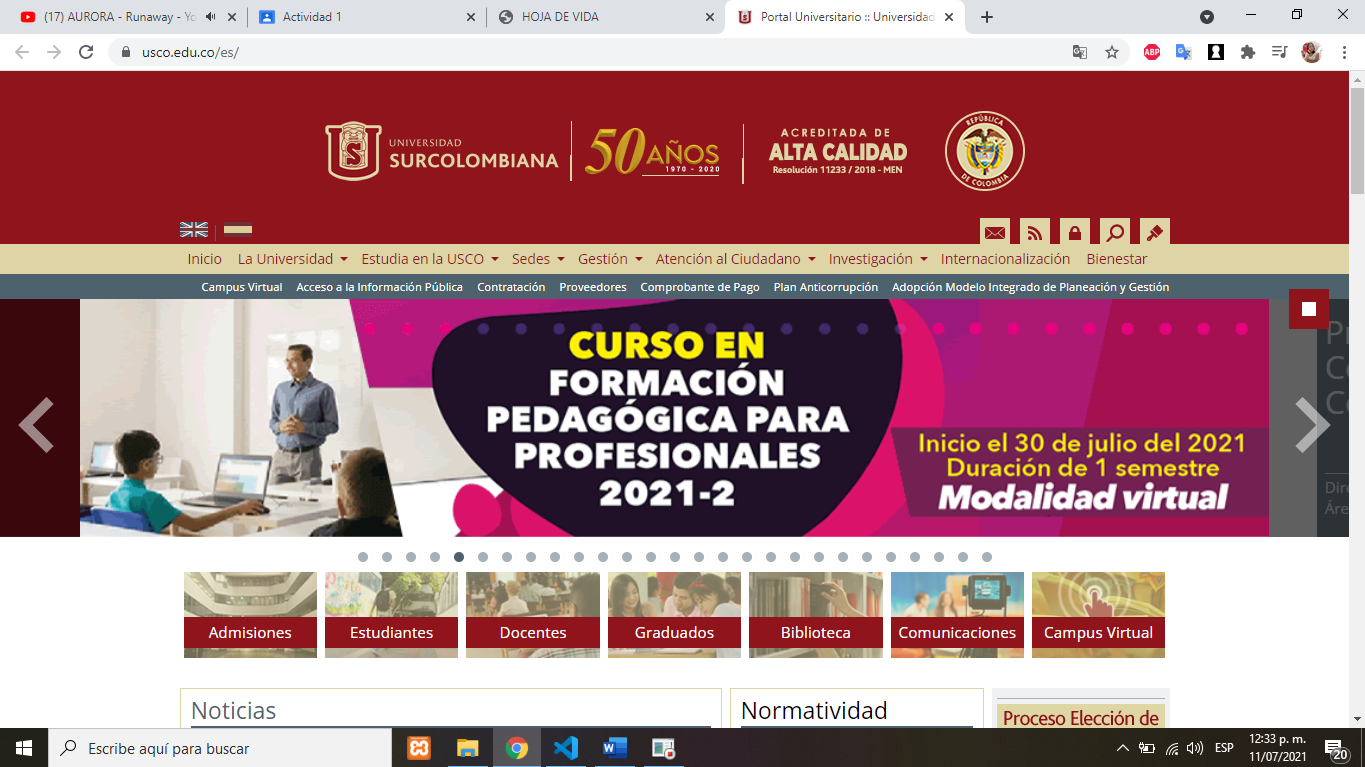 (17) AURORA - Runaway - Yo
Actividad 1
HOJA DE VIDA
Portal Universitario :: Universidad
usco.edu.co/es/
ABP
UNIVERSIDAD
SURCOLOMBIANA
50 AÑOS
1970 - 2020
ACREDITADA DE
ALTA CALIDAD
Resolución 11233 / 2018 - MEN
REPÚBLICA
DE COLOMBIA
Inicio La Universidad Estudia en la USCO Sedes Gestión Atención al Ciudadano Investigación Internacionalización Bienestar
Campus Virtual Acceso a la Información Pública Contratación Proveedores Comprobante de Pago Plan Anticorrupción Adopción Modelo Integrado de Planeación y Gestión
CURSO EN
FORMACIÓN
PEDAGÓGICA PARA
PROFESIONALES
2021-2
Inicio el 30 de julio del 2021
Duración de 1 semestre
Modalidad virtual
Admisiones
Estudiantes
Docentes
Graduados
Biblioteca
Comunicaciones
Campus Virtual
Noticias
Normatividad
Proceso Elección de
Escribe aquí para buscar
ESP
12:33 p. m.
11/07/2021
20